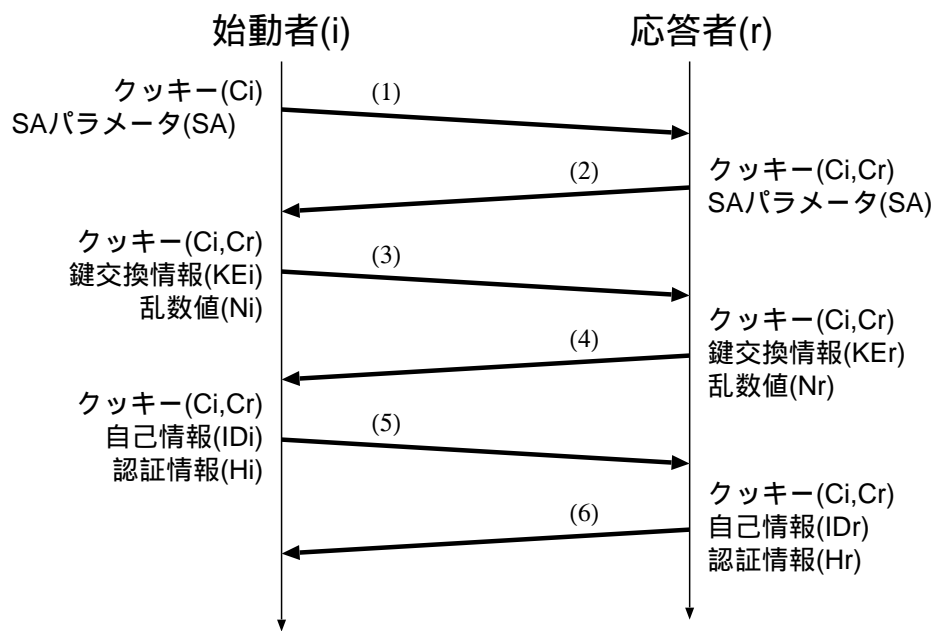 始動者(i)
応答者(r)
クッキー(Ci)
SAパラメータ(SA)
(1)
(2)
クッキー(Ci,Cr)
SAパラメータ(SA)
クッキー(Ci,Cr)
鍵交換情報(KEi)
乱数値(Ni)
(3)
(4)
クッキー(Ci,Cr)
鍵交換情報(KEr)
乱数値(Nr)
クッキー(Ci,Cr)
自己情報(IDi)
認証情報(Hi)
(5)
(6)
クッキー(Ci,Cr)
自己情報(IDr)
認証情報(Hr)